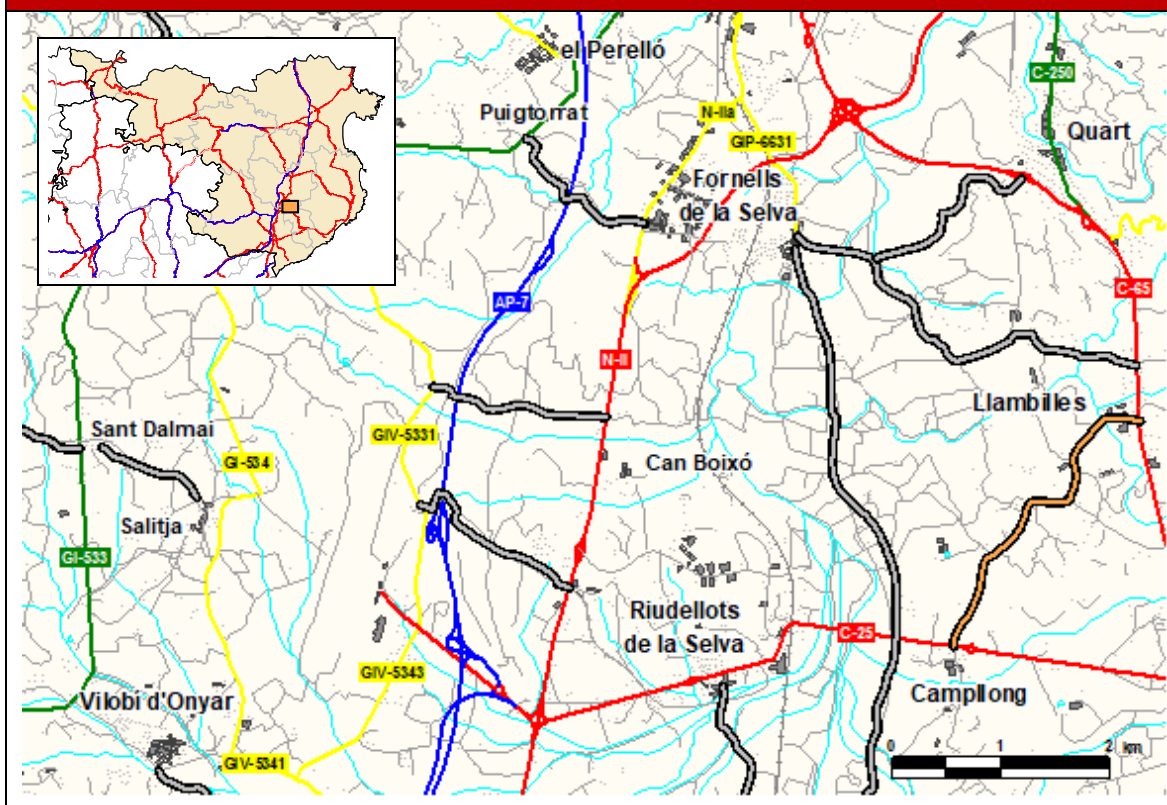 el Perelló
C-250
Puigtorrat
N-IIa
Quart
GIP-6631
Fornells
de la Selva
AP-7
C-65
N-II
Llambilles
Sant Dalmai
GIV-5331
GI-534
Can Boixó
Salitja
GI-533
Riudellots
de la Selva
C-25
GIV-5343
Vilobí d'Onyar
Campllong
GIV-5341
0 1 2 km